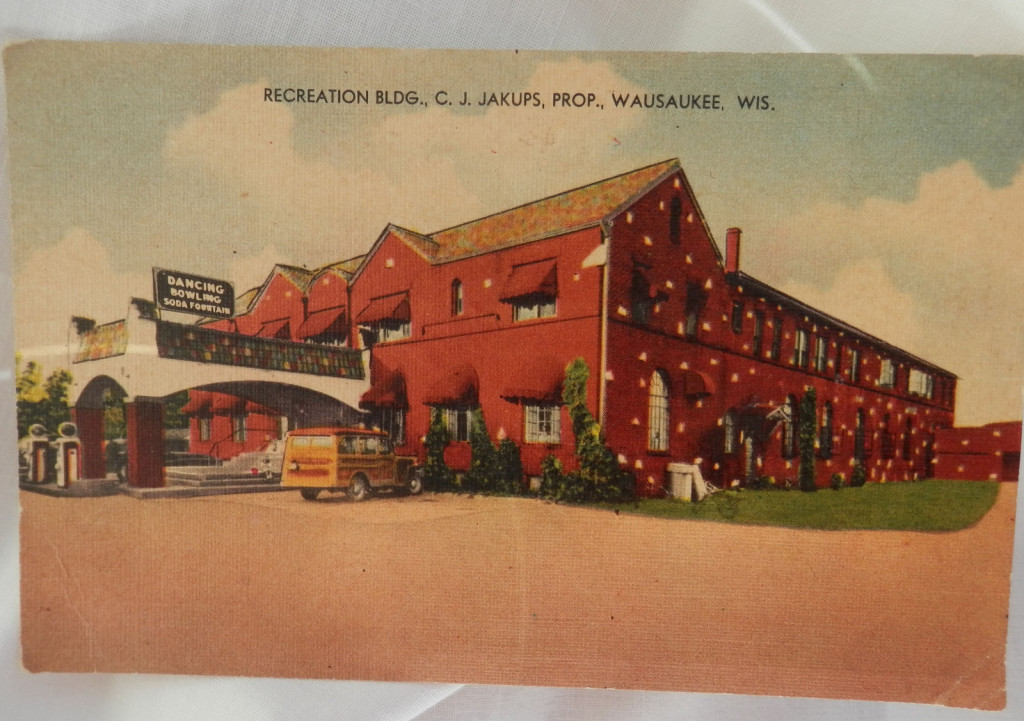 RECREATION BLDG., C. J. JAKUPS, PROP., WAUSAUKEE, WIS.
DANCING
BOWLING
SODA FOUNTAIN